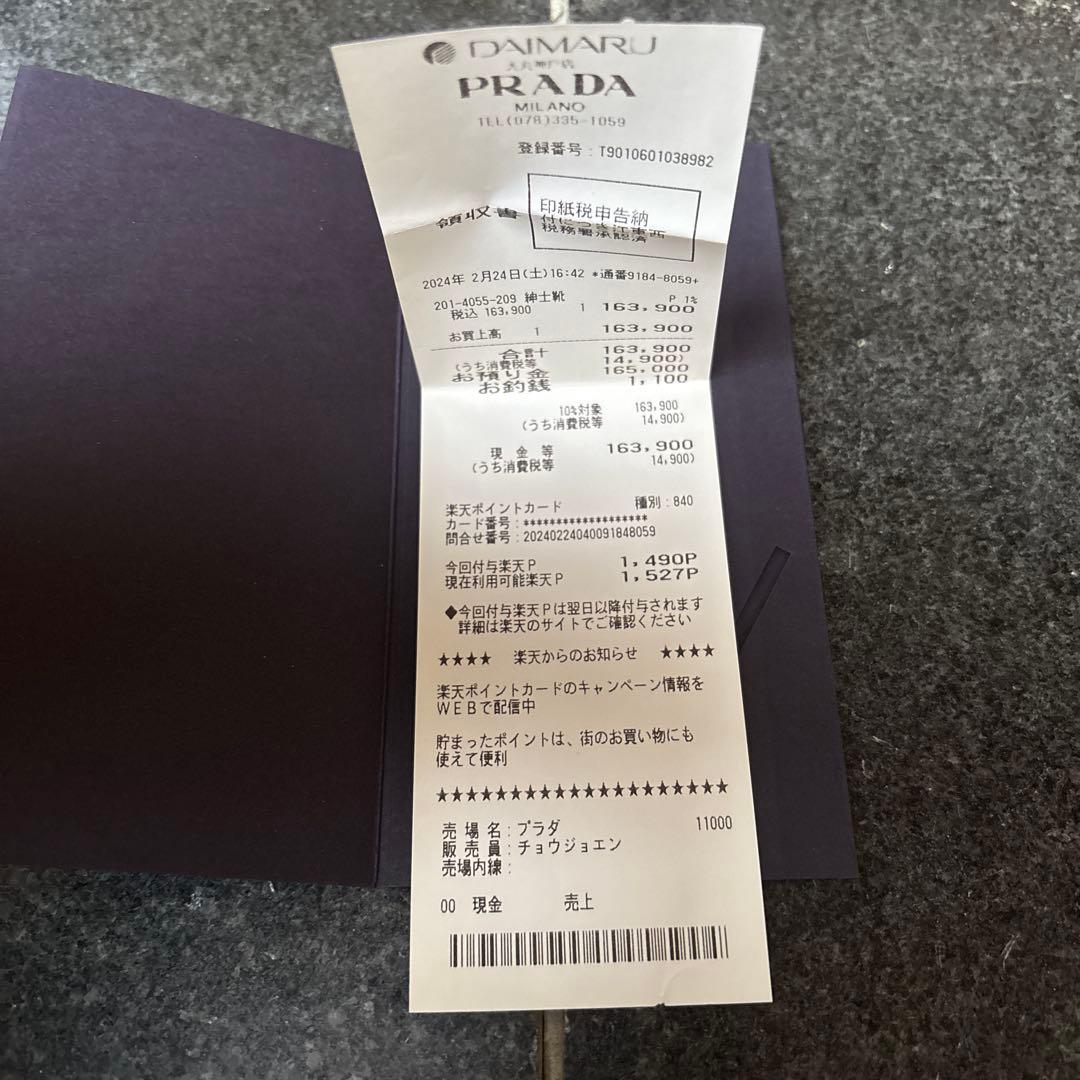 DAIMARU
大丸神戸店
PRADA
MILANO
TEL(078)335-1059
登録番号：T9010601038982
領収書
印紙税申告納
付につき江東西
税務署承認済
2024年 2月24日(土)16:42 *通番9184-8059+
201-4055-209 紳士靴 P 1%
税込 163,900 1 163,900
お買上高 1 163,900
合計 163,900
(うち消費税等 14,900)
お預り金 165,000
お釣銭 1,100
10%対象 163,900
(うち消費税等 14,900)
現 金 等 163,900
(うち消費税等 14,900)
楽天ポイントカード 種別：840
カード番号：*******************
問合せ番号：20240224040091848059
今回付与楽天P 1,490P
現在利用可能楽天P 1,527P
◆今回付与楽天Pは翌日以降付与されます
詳細は楽天のサイトでご確認ください
★★★★ 楽天からのお知らせ ★★★★
楽天ポイントカードのキャンペーン情報を
WEBで配信中
貯まったポイントは、街のお買い物にも
使えて便利
★★★★★★★★★★★★★★★★★★★★
売 場 名：プラダ 11000
販 売 員：チョウジョエン
売場内線：
00 現金 売上